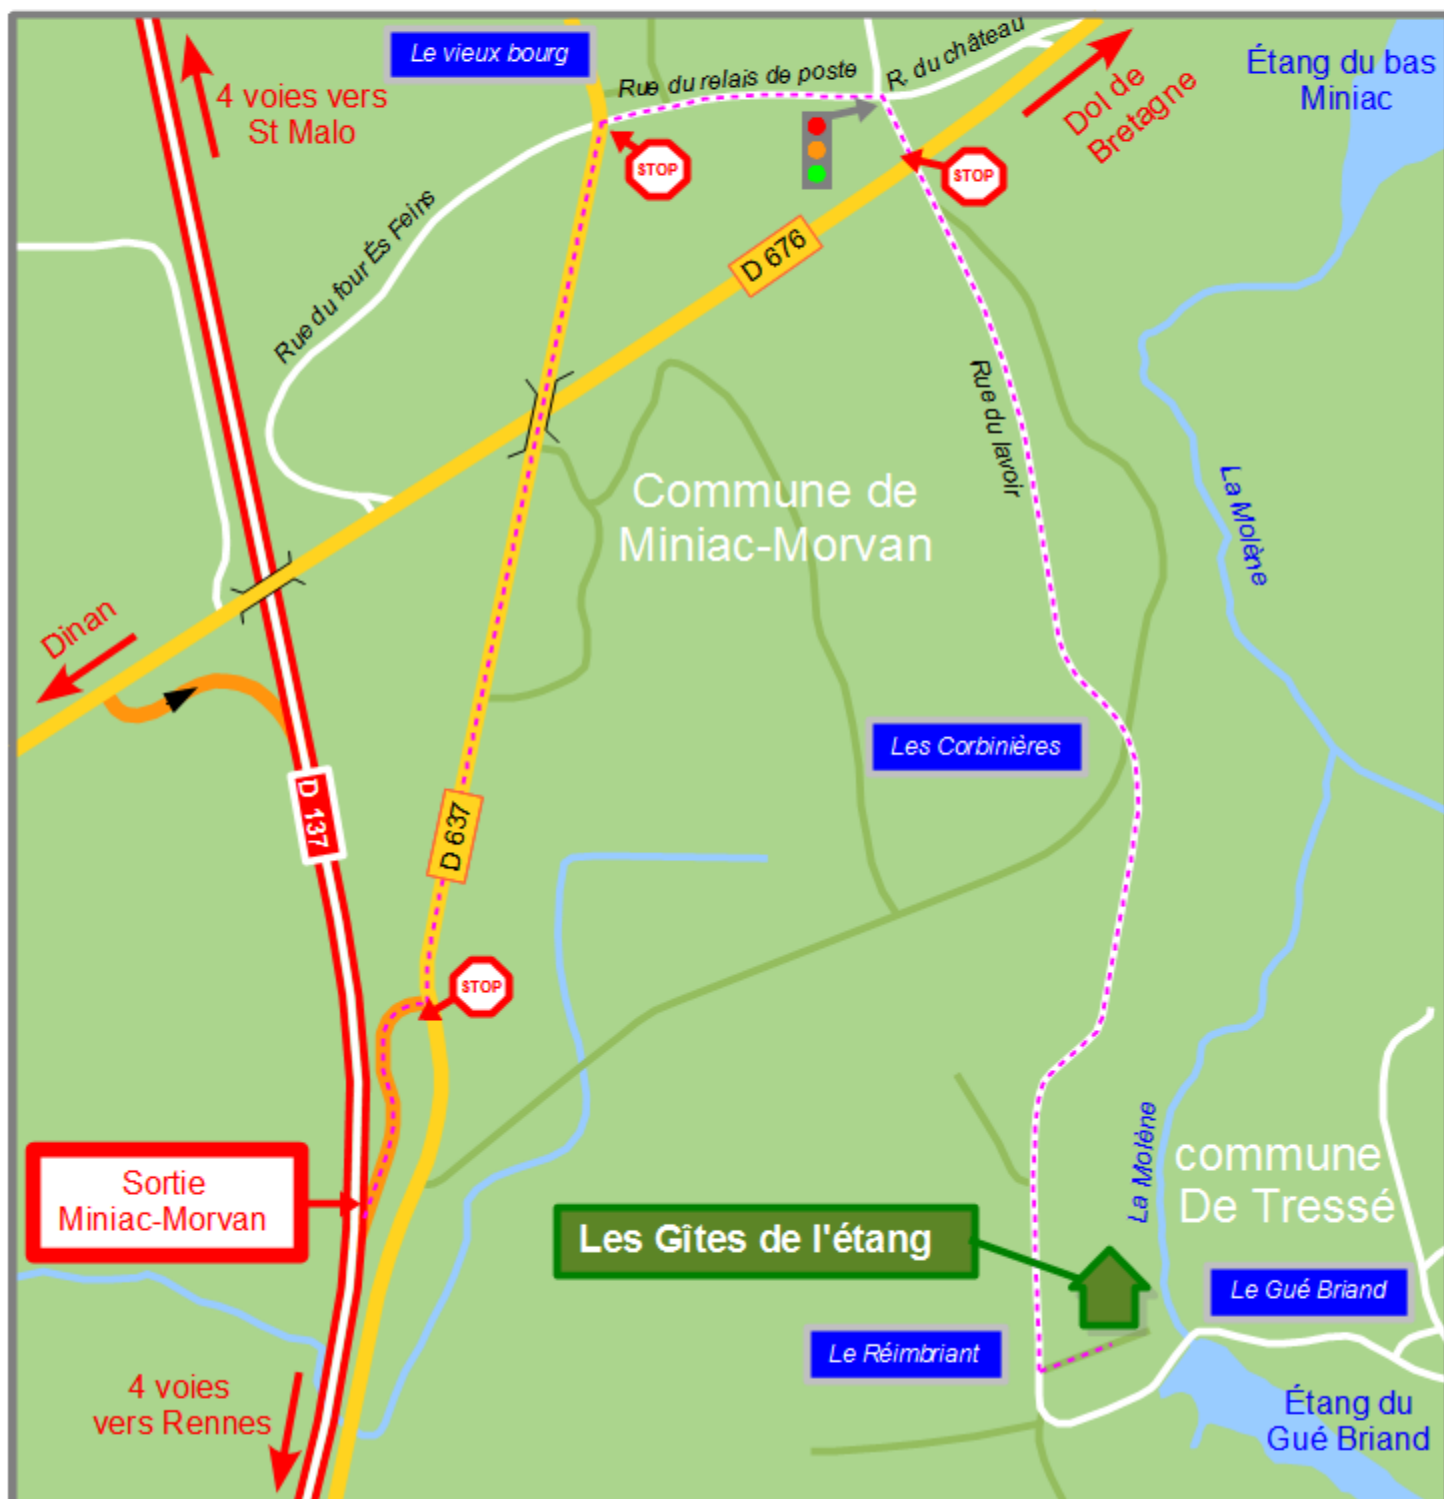 Le vieux bourg
4 voies vers
St Malo
Rue du relais de poste
R. du château
Dol de
Bretagne
Étang du bas
Miniac
STOP
STOP
Rue du four És Feins
D 676
Rue du lavoir
Commune de
Miniac-Morvan
La Molène
Dinan
Les Corbinières
D 137
D 637
STOP
Sortie
Miniac-Morvan
La Molène
commune
De Tressé
Les Gîtes de l'étang
Le Gué Briand
Le Réimbriant
4 voies
vers Rennes
Étang du
Gué Briand